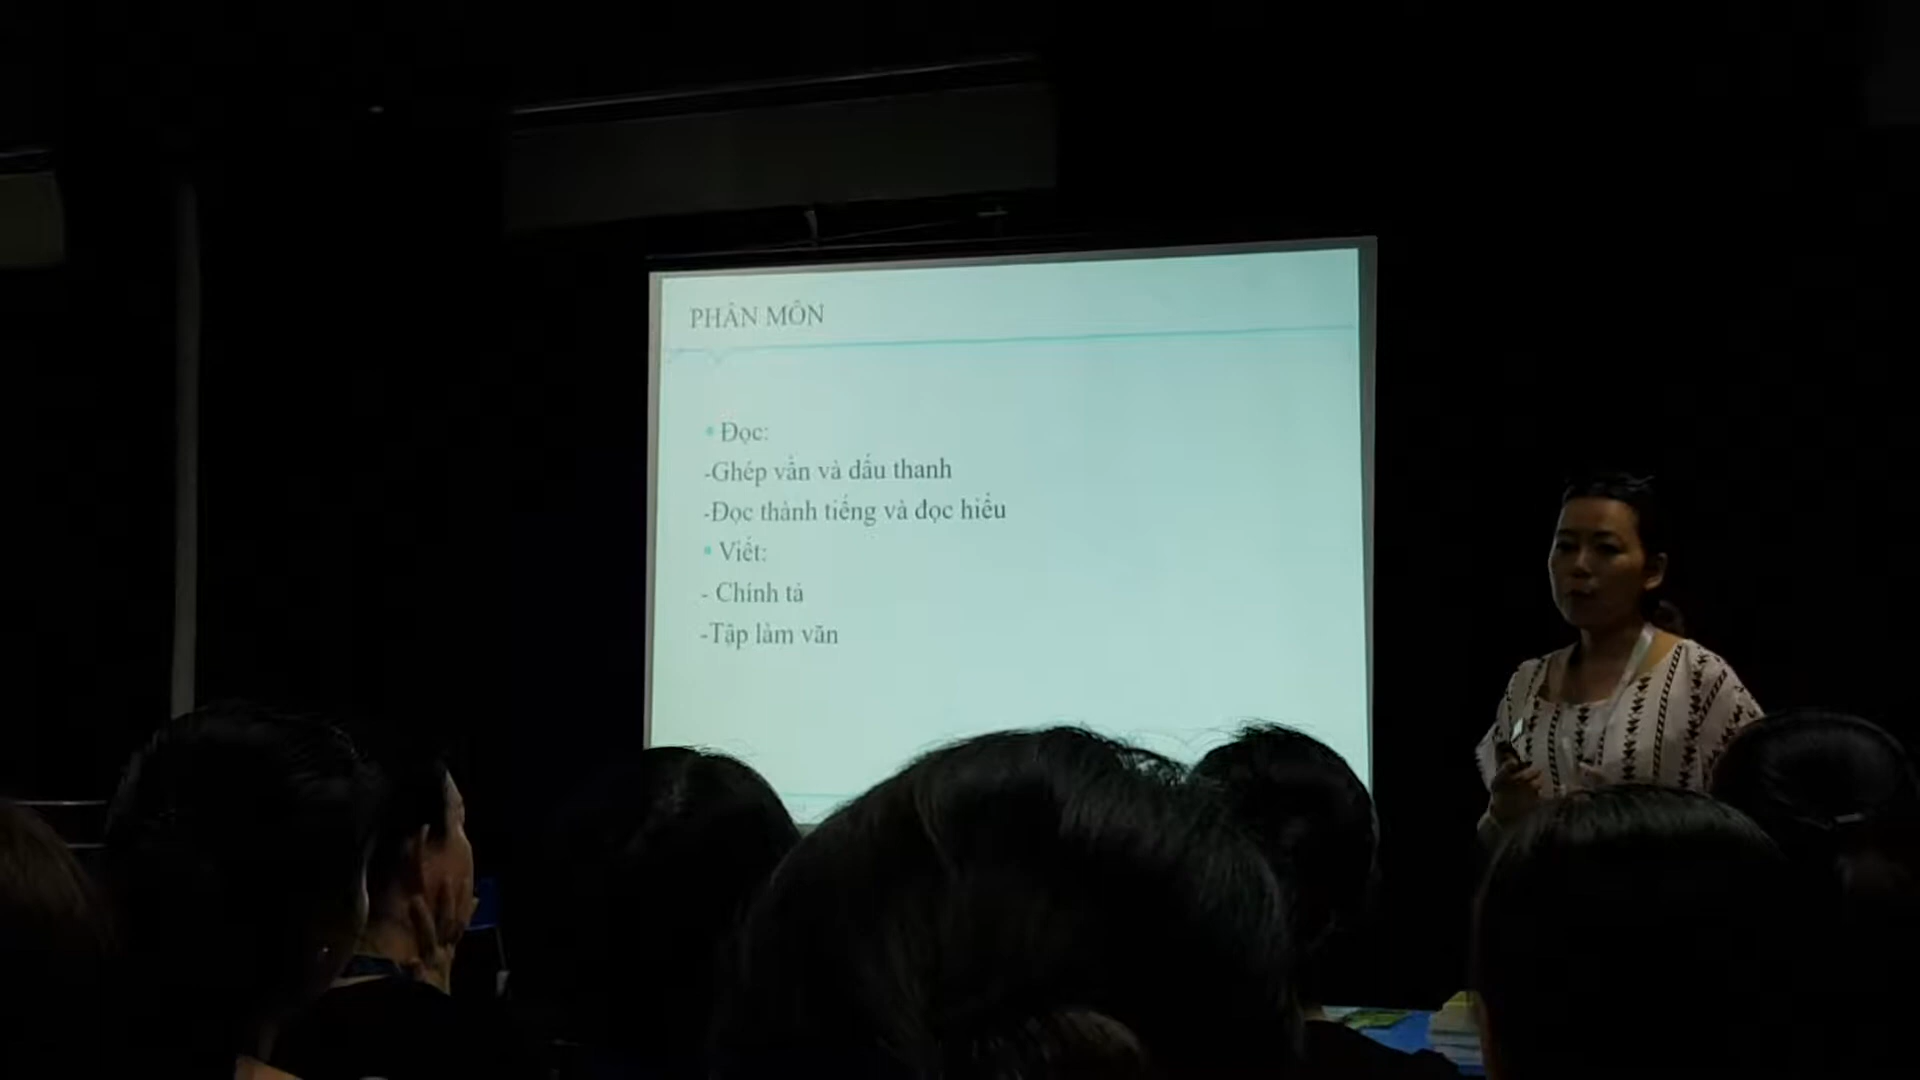 PHÂN MÔN
• Đọc:
-Ghép vần và dấu thanh
-Đọc thành tiếng và đọc hiểu
• Viết:
- Chính tả
-Tập làm văn